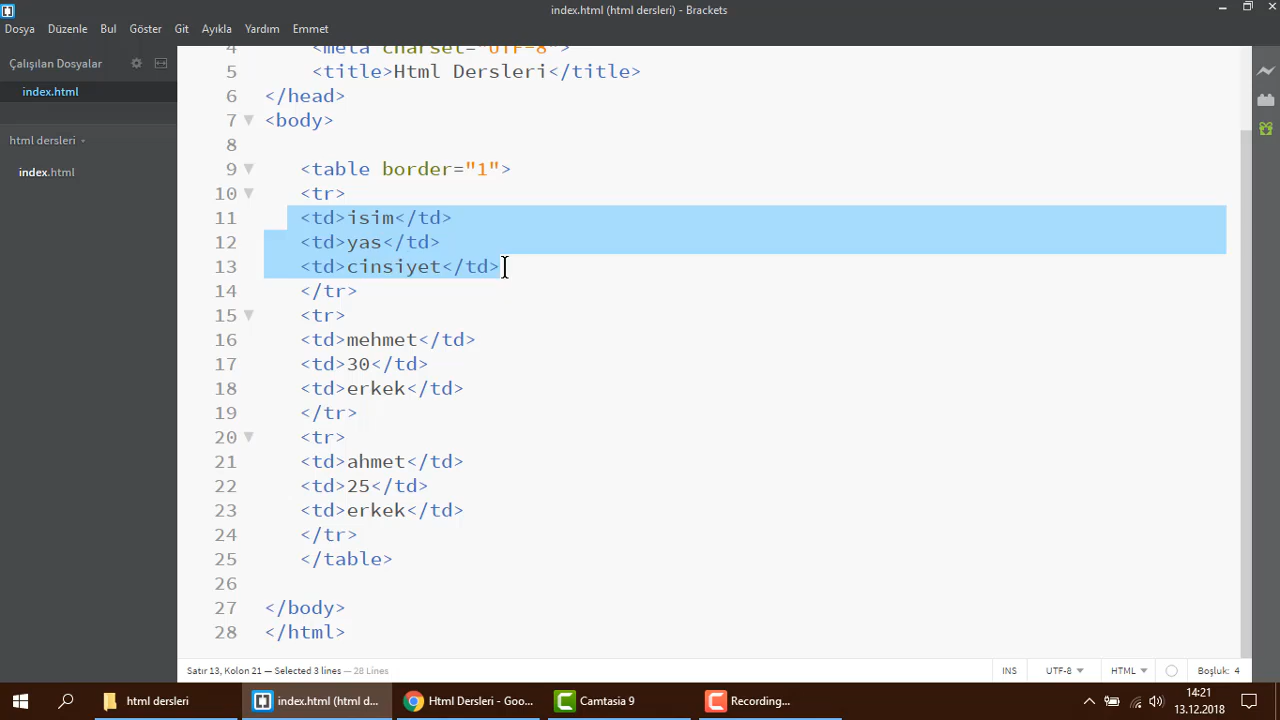 index.html (html dersleri) - Brackets
Dosya Düzenle Bul Göster Git Ayıkla Yardım Emmet
Çalışılan Dosyalar
index.html
html dersleri
index.html
4 <meta charset="UTF-8">
5 <title>Html Dersleri</title>
6 </head>
7 <body>
8
9 <table border="1">
10 <tr>
11 <td>isim</td>
12 <td>yas</td>
13 <td>cinsiyet</td>
14 </tr>
15 <tr>
16 <td>mehmet</td>
17 <td>30</td>
18 <td>erkek</td>
19 </tr>
20 <tr>
21 <td>ahmet</td>
22 <td>25</td>
23 <td>erkek</td>
24 </tr>
25 </table>
26
27 </body>
28 </html>
Satır 13, Kolon 21 — Selected 3 lines — 28 Lines INS UTF-8 HTML Boşluk: 4
html dersleri index.html (html d... Html Dersleri - Goo... Camtasia 9 Recording... 14:21
13.12.2018